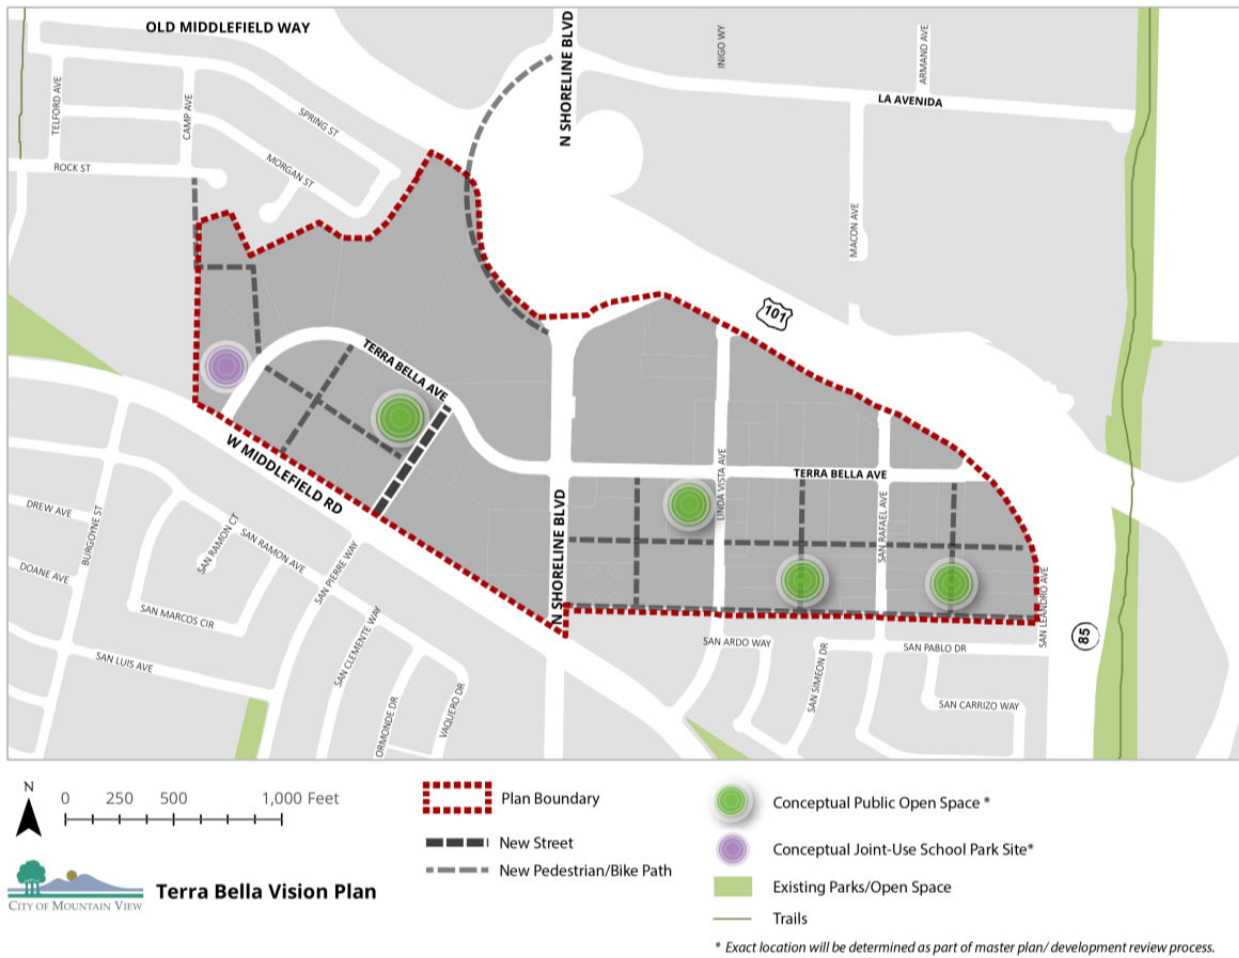 OLD MIDDLEFIELD WAY
N SHORELINE BLVD
INIGO WY
ARMAND AVE
LA AVENIDA
TELFORD AVE
CAMP AVE
SPRING ST
MORGAN ST
ROCK ST
MACON AVE
101
TERRA BELLA AVE
W MIDDLEFIELD RD
N SHORELINE BLVD
LINDA VISTA AVE
TERRA BELLA AVE
SAN RAFAEL AVE
SAN LEANDRO AVE
85
DREW AVE
BURGOYNE ST
DOANE AVE
SAN RAMON CT
SAN RAMON AVE
SAN PIERRE WAY
SAN MARCOS CIR
SAN LUIS AVE
SAN CLEMENTE WAY
ORMONDE DR
VAQUERO DR
SAN ARDO WAY
SAN SIMEON DR
SAN PABLO DR
SAN CARRIZO WAY
N
0 250 500 1,000 Feet
CITY OF MOUNTAIN VIEW
Terra Bella Vision Plan
Plan Boundary
New Street
New Pedestrian/Bike Path
Conceptual Public Open Space *
Conceptual Joint-Use School Park Site*
Existing Parks/Open Space
Trails
* Exact location will be determined as part of master plan/ development review process.